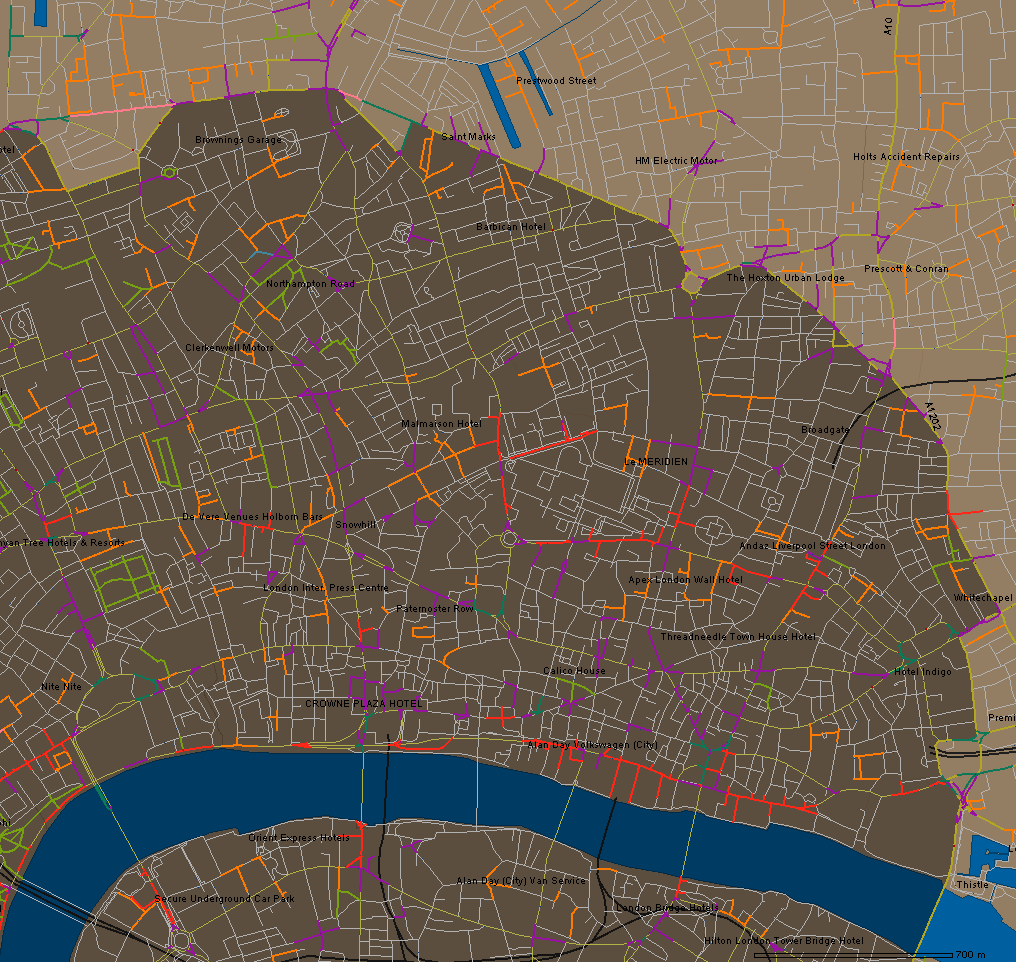 A10
Prestwood Street
Saint Marks
Brownings Garage
tel
HM Electric Motor
Holts Accident Repairs
Barbican Hotel
Prescott & Conran
The Hoxton Urban Lodge
Northampton Road
Clerkenwell Motors
A1202
Malmaison Hotel
Broadgate
Le MERIDIEN
De Vere Venues Holborn Bars
Snowhill
yan Tree Hotels & Resorts
Andaz Liverpool Street London
Apex London Wall Hotel
London Inter. Press Centre
Whitechapel
Paternoster Row
Threadneedle Town House Hotel
Calico House
Hotel Indigo
Nite Nite
CROWNE PLAZA HOTEL
Premi
Alan Day Volkswagen (City)
Orient Express Hotels
Alan Day (City) Van Service
Thistle
Secure Underground Car Park
London Bridge Hotels
Hilton London Tower Bridge Hotel
700 m